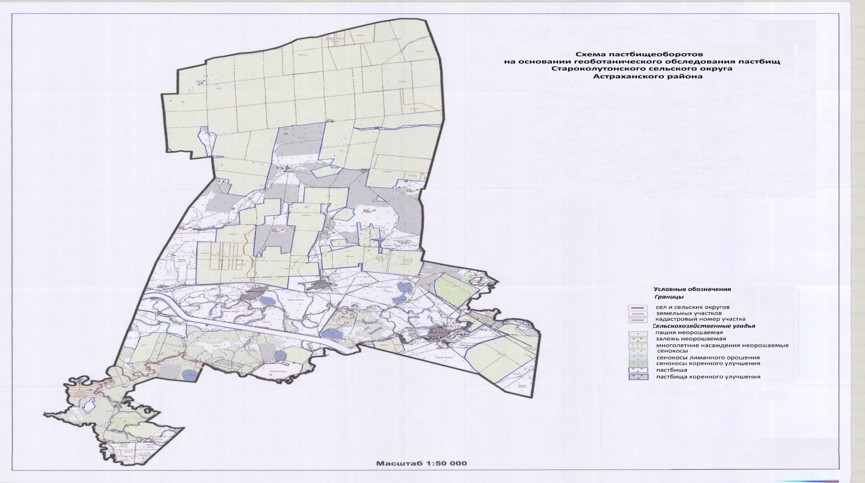 Схема пастбищеоборотов
на основании геоботанического обследования пастбищ
Староколутонского сельского округа
Астраханского района
Условные обозначения
Границы
сел и сельских округов
земельных участков
кадастровый номер участка
Сельскохозяйственные угодья
пашня неорошаемая
залежь неорошаемая
многолетние насаждения неорошаемые
сенокосы
сенокосы лиманного орошения
сенокосы коренного улучшения
пастбища
пастбища коренного улучшения
Масштаб 1:50 000